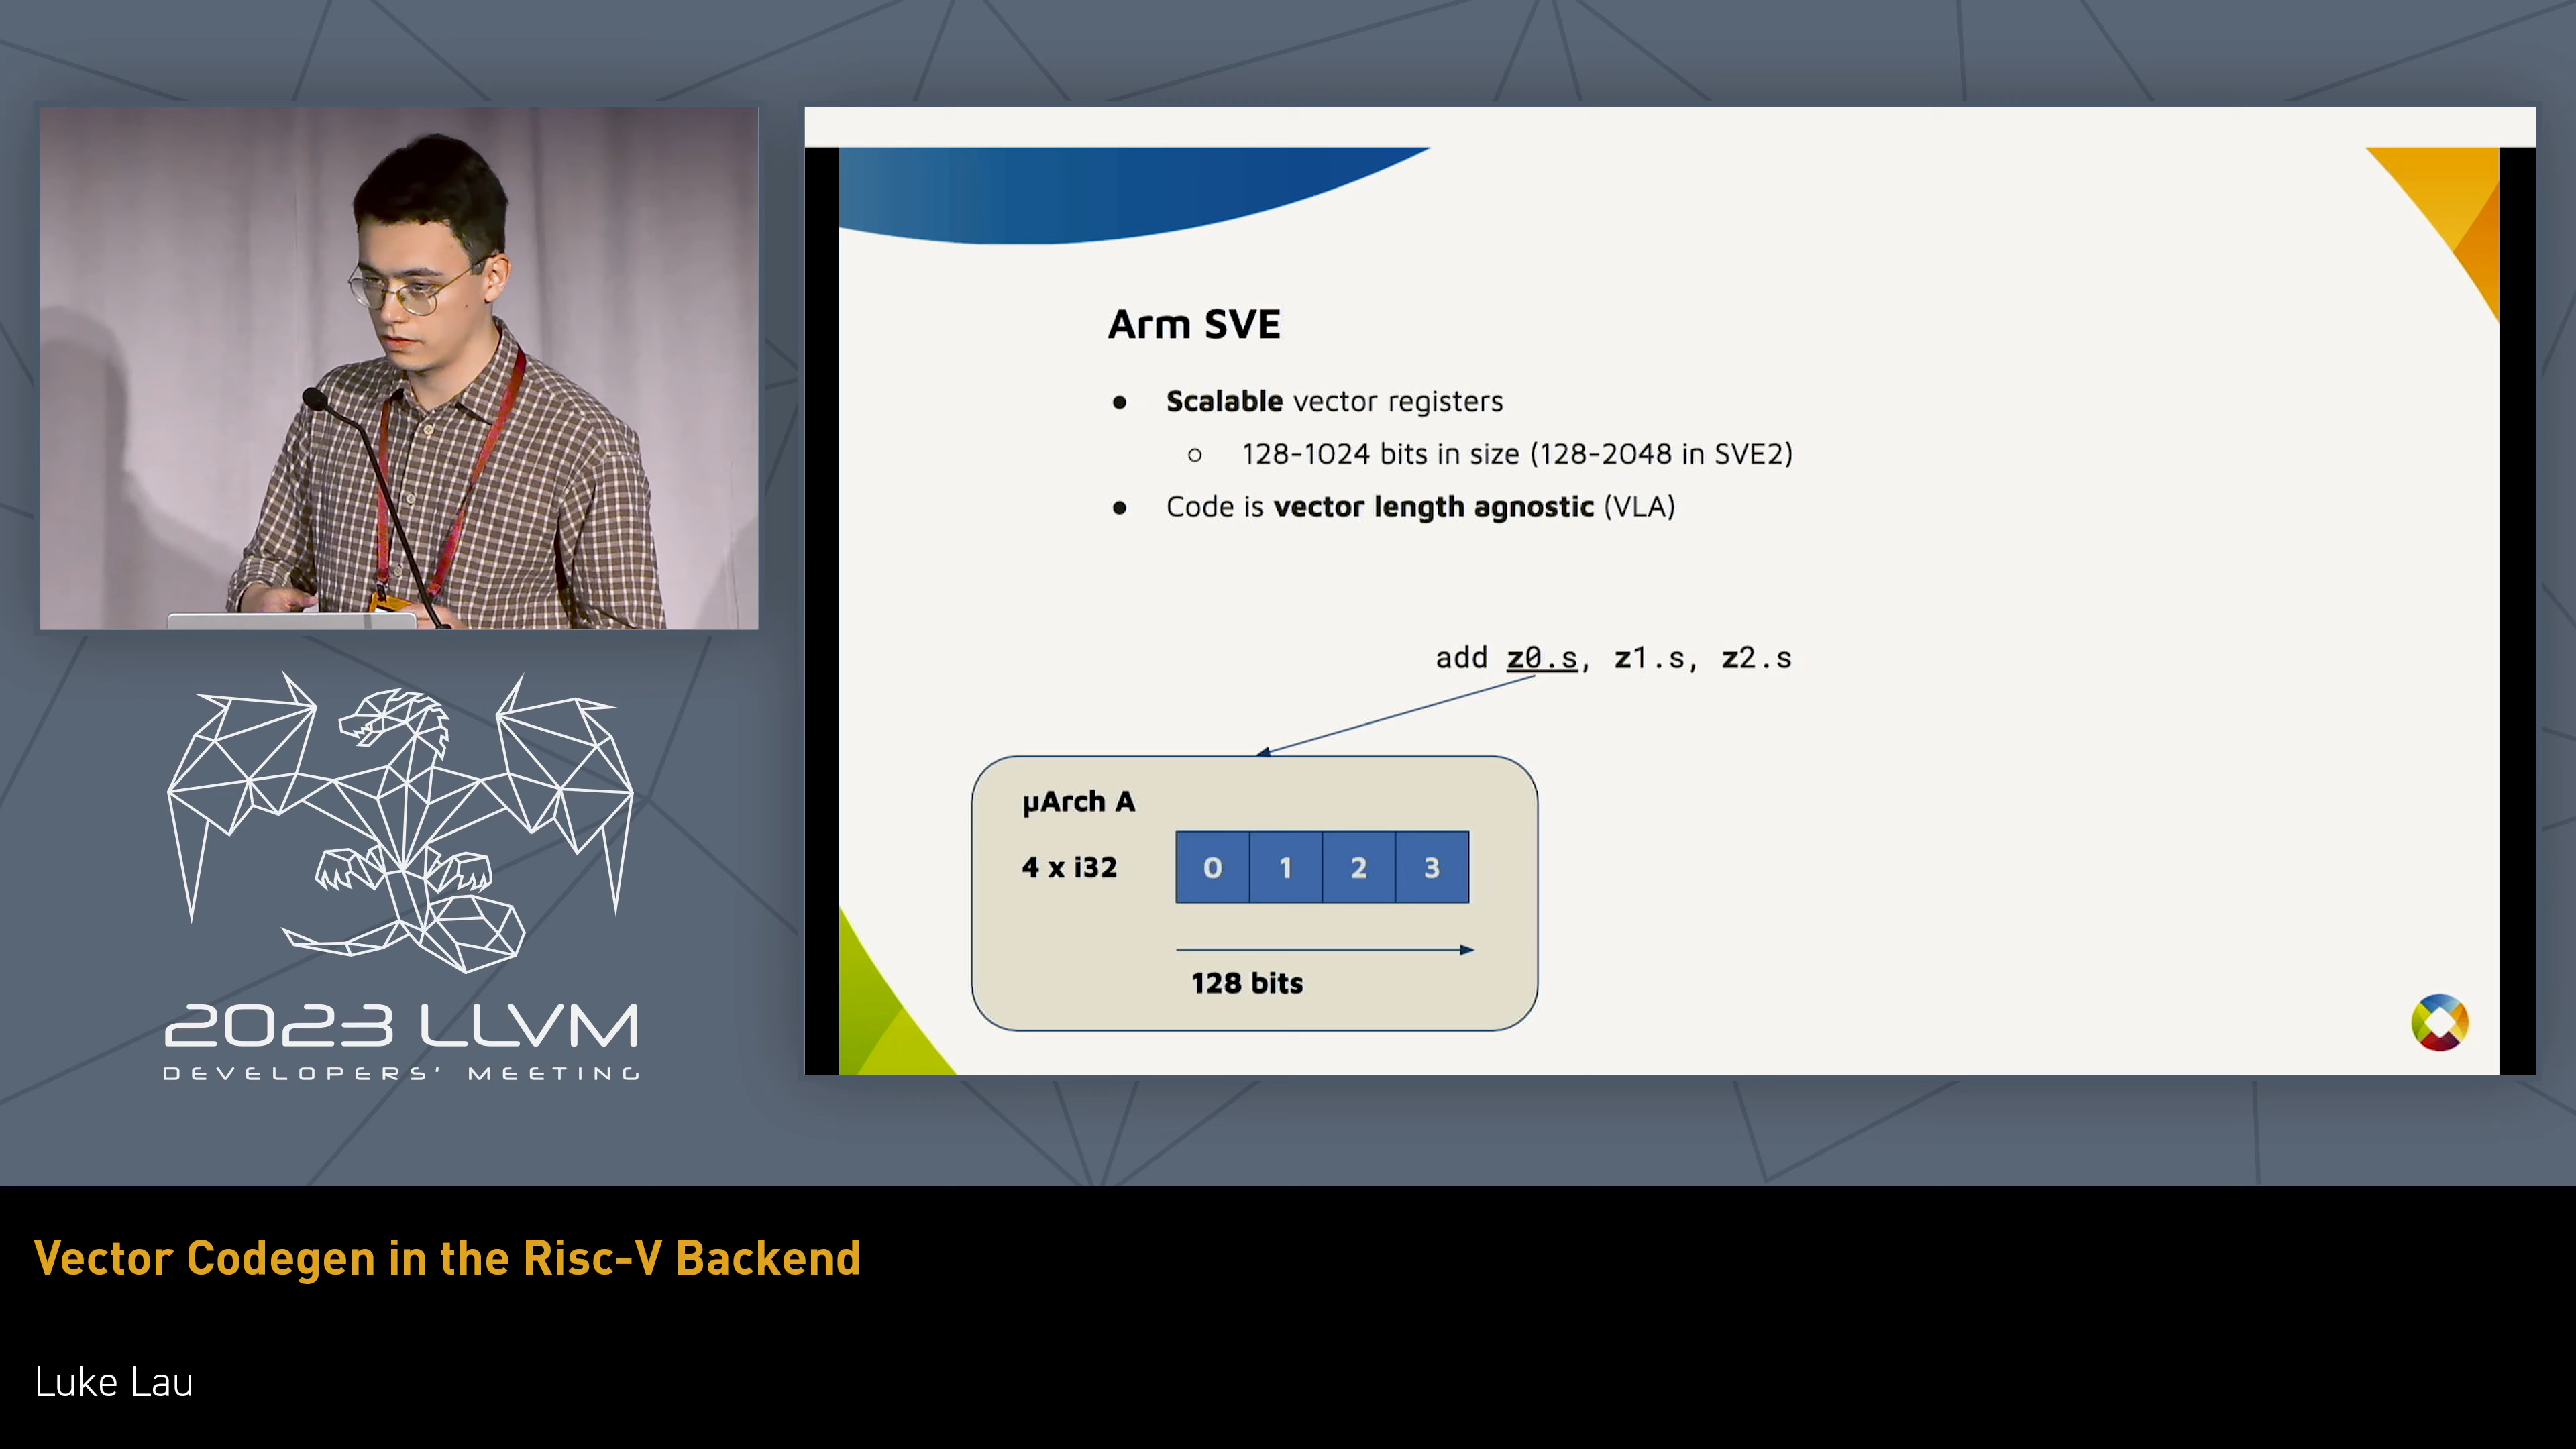 Arm SVE
● Scalable vector registers
○ 128-1024 bits in size (128-2048 in SVE2)
● Code is vector length agnostic (VLA)
add z0.s, z1.s, z2.s
µArch A
4 x i32 0 1 2 3
128 bits
2023 LLVM
DEVELOPERS' MEETING
Vector Codegen in the Risc-V Backend
Luke Lau